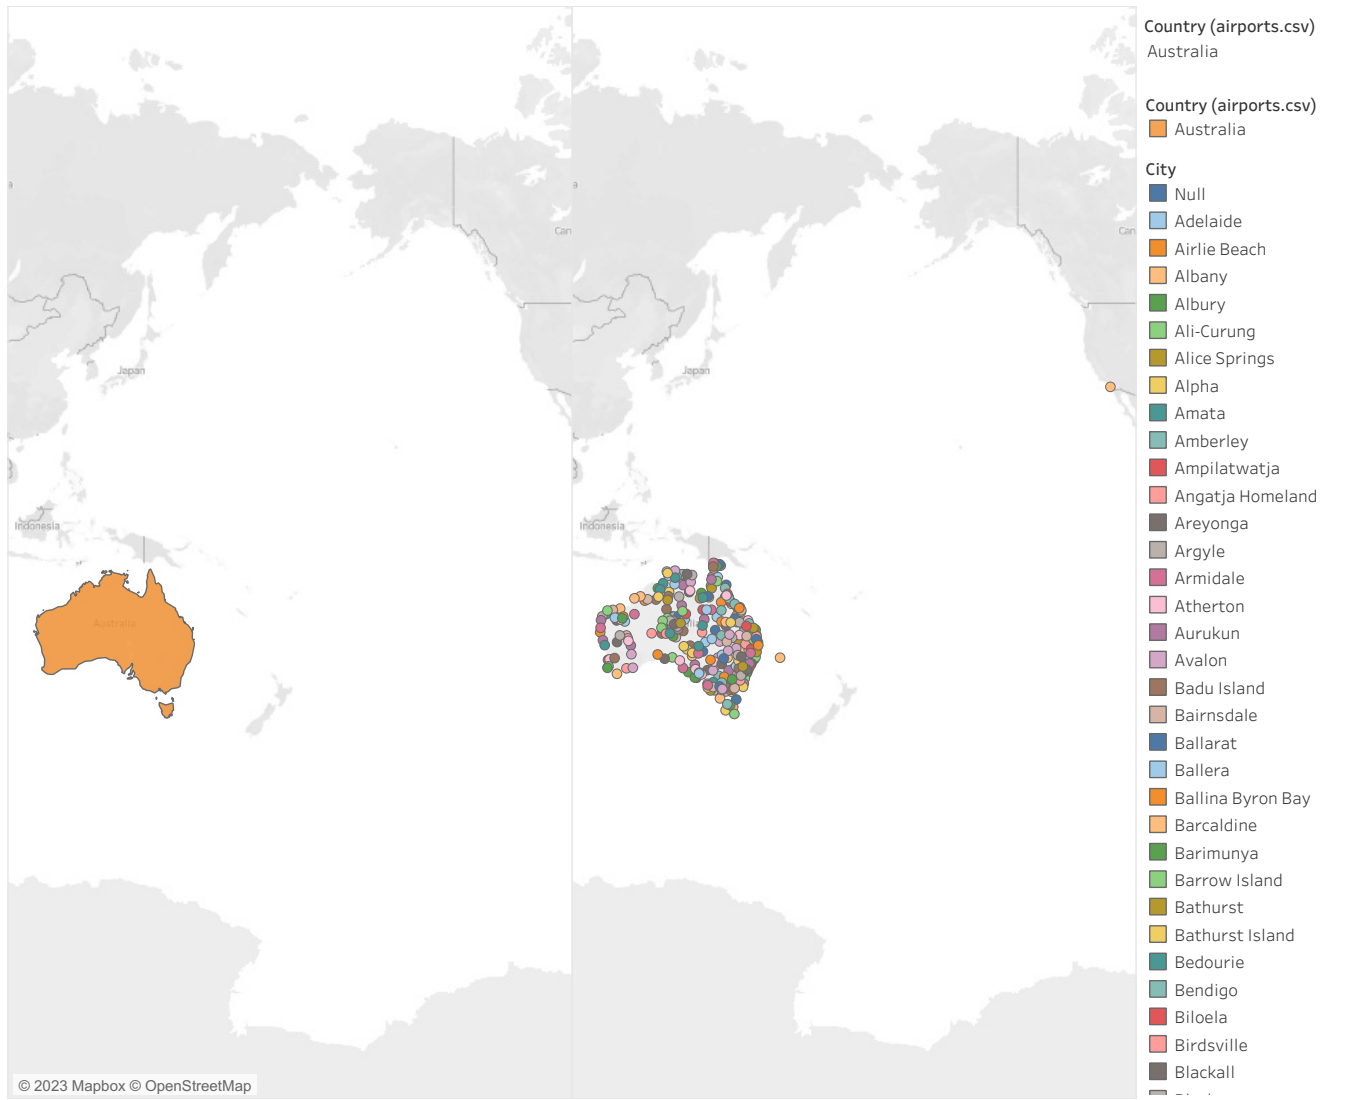 Country (airports.csv)
Australia
Country (airports.csv)
Australia
City
Null
Adelaide
Airlie Beach
Albany
Albury
Ali-Curung
Alice Springs
Alpha
Amata
Amberley
Ampilatwatja
Angatja Homeland
Areyonga
Argyle
Armidale
Atherton
Aurukun
Avalon
Badu Island
Bairnsdale
Ballarat
Ballera
Ballina Byron Bay
Barcaldine
Barimunya
Barrow Island
Bathurst
Bathurst Island
Bedourie
Bendigo
Biloela
Birdsville
Blackall
Can
Japan
Indonesia
Australia
Can
Japan
Indonesia
© 2023 Mapbox © OpenStreetMap